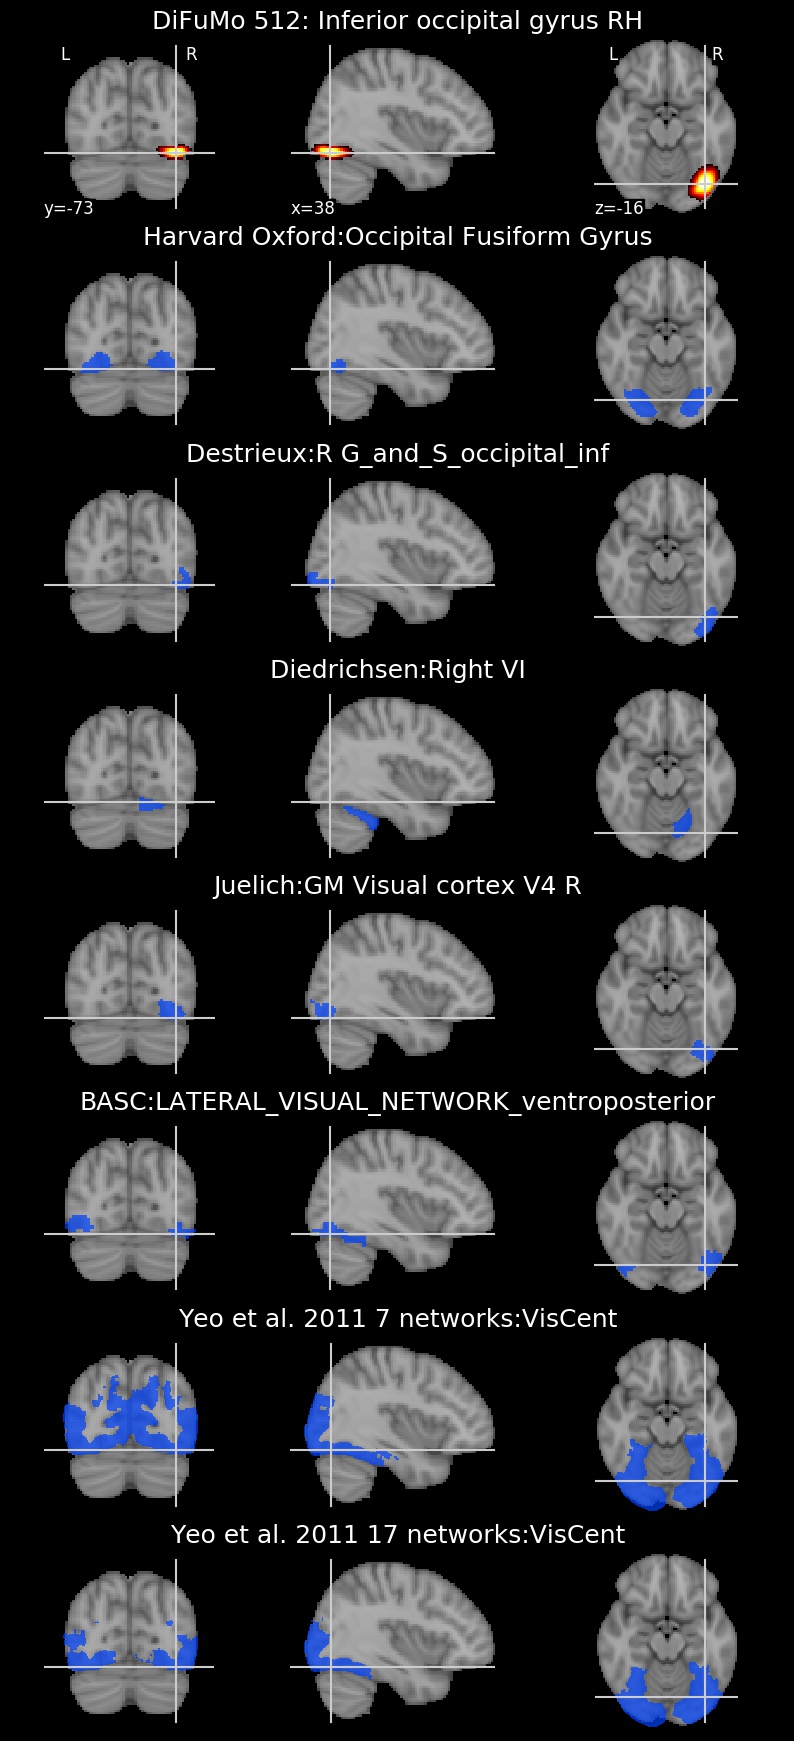 DiFuMo 512: Inferior occipital gyrus RH
L R L R
y=-73 x=38 z=-16
Harvard Oxford:Occipital Fusiform Gyrus
Destrieux:R G_and_S_occipital_inf
Diedrichsen:Right VI
Juelich:GM Visual cortex V4 R
BASC:LATERAL_VISUAL_NETWORK_ventroposterior
Yeo et al. 2011 7 networks:VisCent
Yeo et al. 2011 17 networks:VisCent